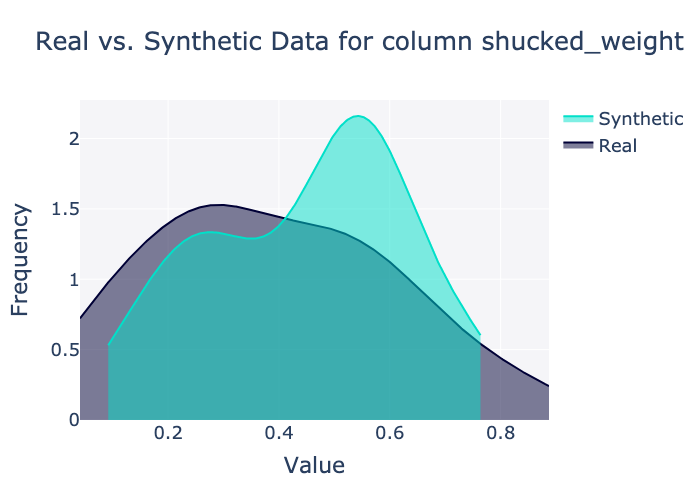 Real vs. Synthetic Data for column shucked_weight
Synthetic
Real
Frequency
2
1.5
1
0.5
0
0.2
0.4
0.6
0.8
Value